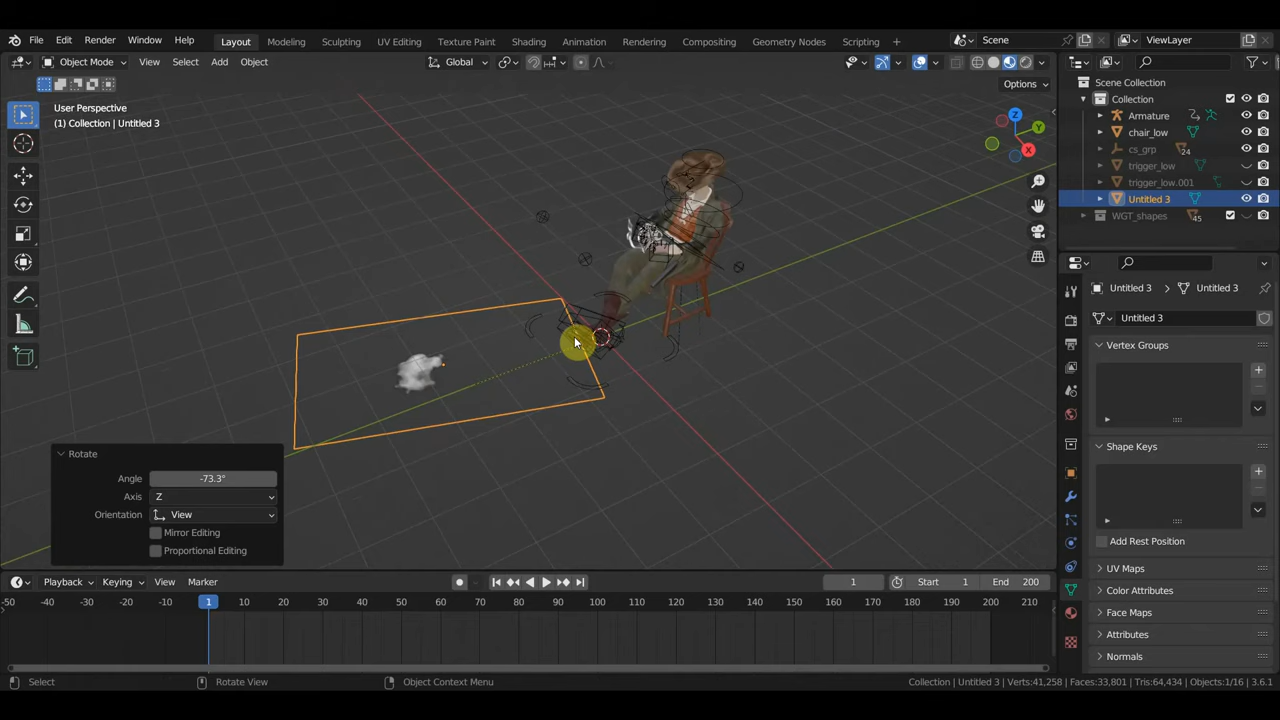 File Edit Render Window Help Layout Modeling Sculpting UV Editing Texture Paint Shading Animation Rendering Compositing Geometry Nodes Scripting + Scene ViewLayer
Object Mode View Select Add Object Global
Options
User Perspective
(1) Collection | Untitled 3
Z
Y
X
Scene Collection
Collection
Armature
chair_low
cs_grp 24
trigger_low
trigger_low.001
Untitled 3
WGT_shapes 45
Untitled 3 > Untitled 3
Untitled 3
Vertex Groups
Shape Keys
Add Rest Position
UV Maps
Color Attributes
Face Maps
Attributes
Normals
Rotate
Angle -73.3°
Axis Z
Orientation View
Mirror Editing
Proportional Editing
Playback Keying View Marker 1 Start 1 End 200
-50 -40 -30 -20 -10 1 10 20 30 40 50 60 70 80 90 100 110 120 130 140 150 160 170 180 190 200 210
Select Rotate View Object Context Menu Collection | Untitled 3 | Verts:41,258 | Faces:33,801 | Tris:64,434 | Objects:1/16 | 3.6.1